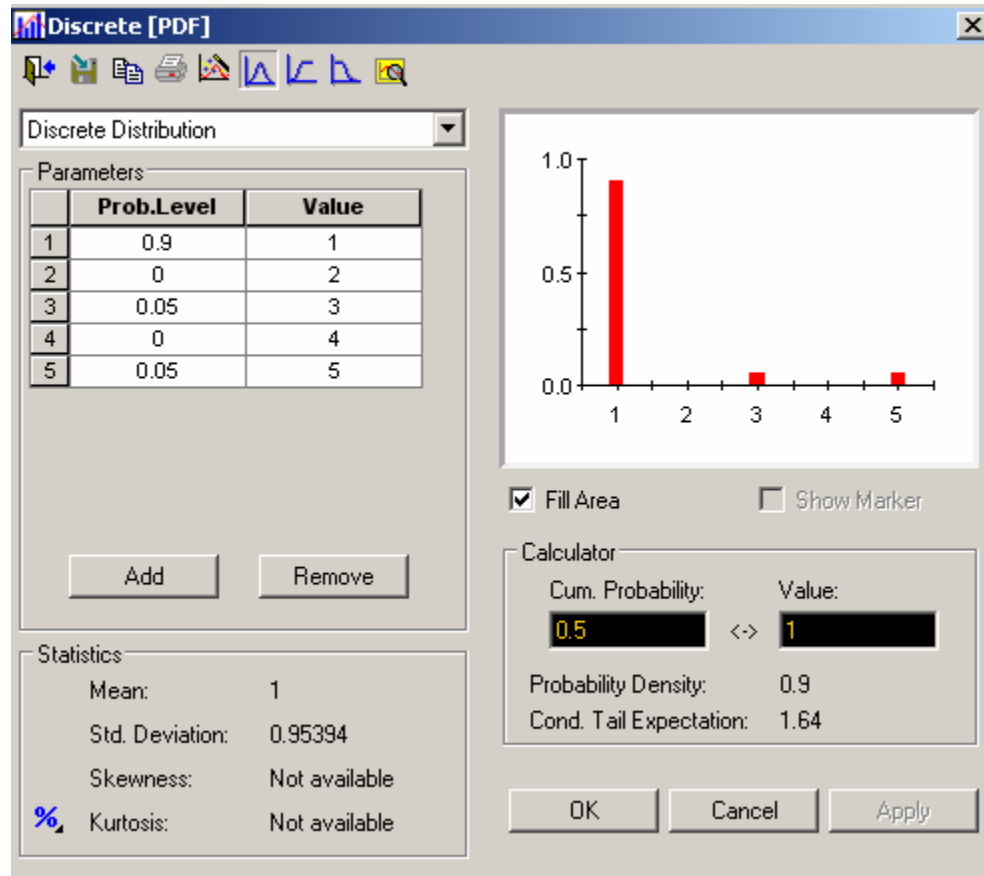 Discrete [PDF]
Discrete Distribution
Parameters
Prob.Level Value
1 0.9 1
2 0 2
3 0.05 3
4 0 4
5 0.05 5
Add Remove
Statistics
Mean: 1
Std. Deviation: 0.95394
Skewness: Not available
%
Kurtosis: Not available
1.0
0.5
0.0
1 2 3 4 5
Fill Area Show Marker
Calculator
Cum. Probability: Value:
0.5 <-> 1
Probability Density: 0.9
Cond. Tail Expectation: 1.64
OK Cancel Apply